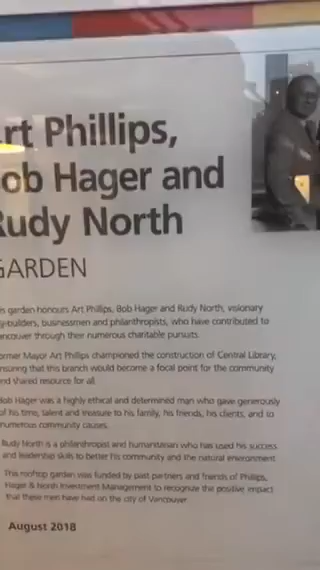 rt Phillips,
ob Hager and
Rudy North
GARDEN
is garden honours Art Phillips, Bob Hager and Rudy North, visionary
y-builders, businessmen and philanthropists, who have contributed to
ancouver through their numerous charitable pursuits.
ormer Mayor Art Phillips championed the construction of Central Library,
nsuring that this branch would become a focal point for the community
nd shared resource for all.
Bob Hager was a highly ethical and determined man who gave generously
of his time, talent and treasure to his family, his friends, his clients, and to
numerous community causes.
Rudy North is a philanthropist and humanitarian who has used his success
and leadership skills to better his community and the natural environment.
This rooftop garden was funded by past partners and friends of Phillips,
Hager & North Investment Management to recognize the positive impact
that these men have had on the city of Vancouver.
August 2018